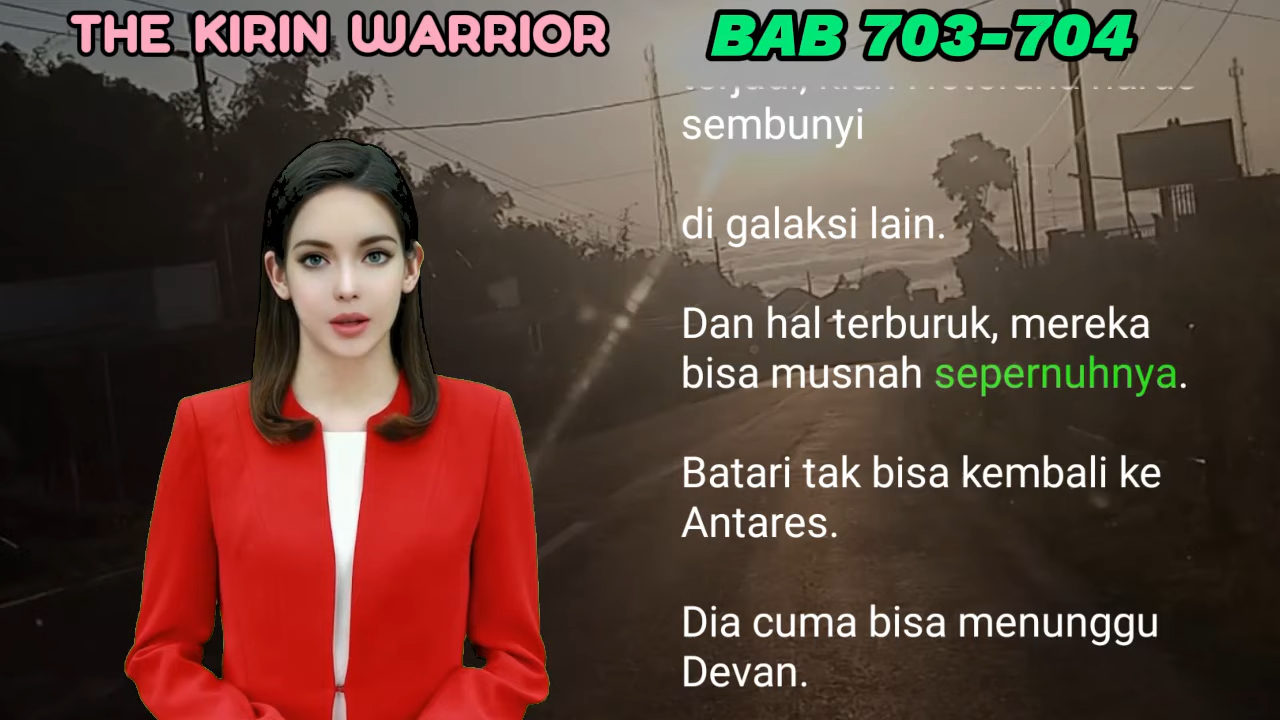 THE KIRIN WARRIOR
BAB 703-704
sembunyi
di galaksi lain.
Dan hal terburuk, mereka
bisa musnah sepernuhnya.
Batari tak bisa kembali ke
Antares.
Dia cuma bisa menunggu
Devan.